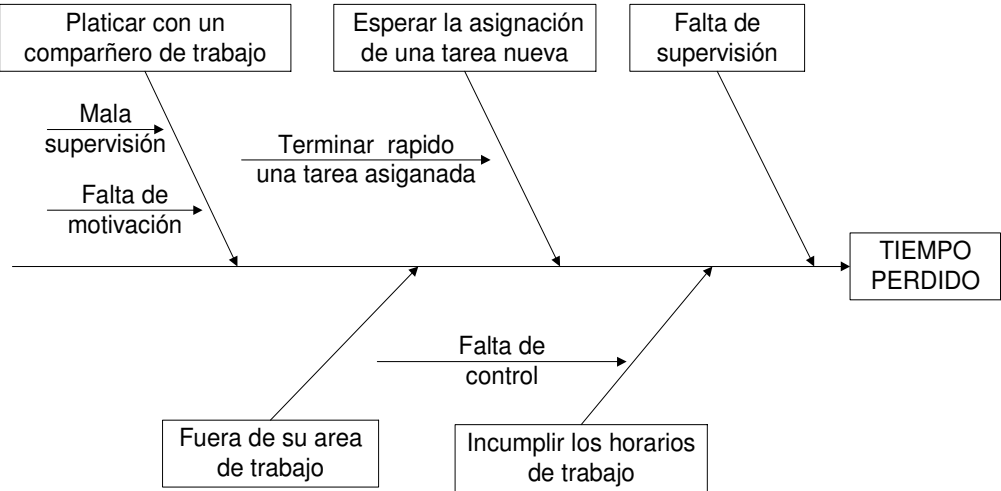 Platicar con un
comparñero de trabajo
Esperar la asignación
de una tarea nueva
Falta de
supervisión
Mala
supervisión
Terminar rapido
una tarea asiganada
Falta de
motivación
TIEMPO
PERDIDO
Falta de
control
Fuera de su area
de trabajo
Incumplir los horarios
de trabajo